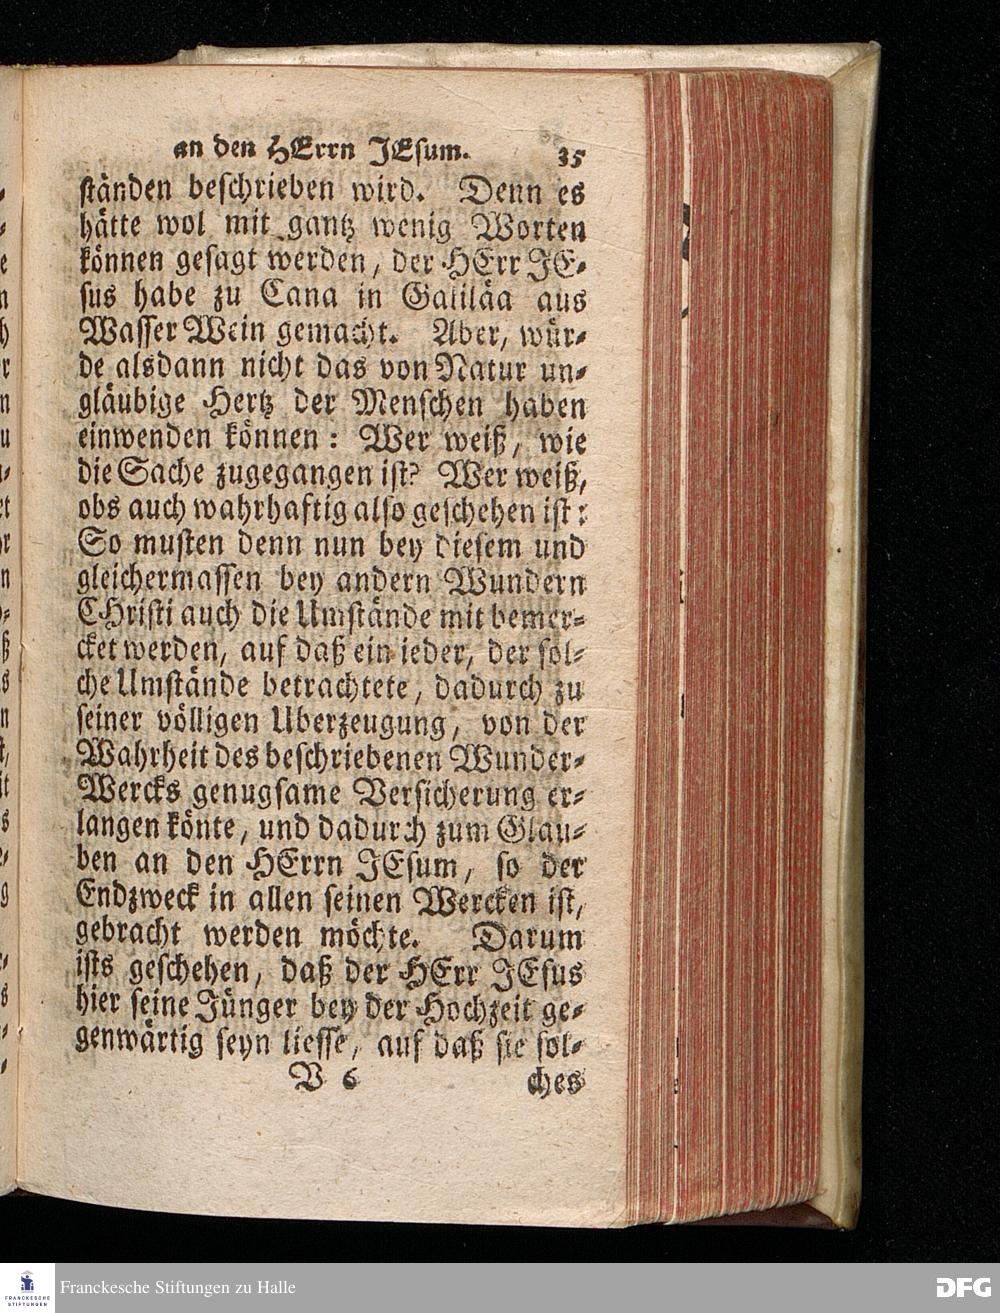 an den HErrn JEsum. 35
ständen beschrieben wird. Denn es
hätte wol mit gantz wenig Worten
können gesagt werden, der HErr JE-
sus habe zu Cana in Galiläa aus
Wasser Wein gemacht. Aber, wür-
de alsdann nicht das von Natur un-
gläubige Hertz der Menschen haben
einwenden können: Wer weiß, wie
die Sache zugegangen ist? Wer weiß,
obs auch wahrhaftig also geschehen ist:
So musten denn nun bey diesem und
gleichermassen bey andern Wundern
CHristi auch die Umstände mit bemer-
cket werden, auf daß ein ieder, der sol-
che Umstände betrachtete, dadurch zu
seiner völligen Uberzeugung, von der
Wahrheit des beschriebenen Wunder-
Wercks genugsame Versicherung er-
langen könte, und dadurch zum Glau-
ben an den HErrn JEsum, so der
Endzweck in allen seinen Wercken ist,
gebracht werden möchte. Darum
ists geschehen, daß der HErr JEsus
hier seine Jünger bey der Hochzeit ge-
genwärtig seyn liesse, auf daß sie sol-
V 6 ches
FRANCKESCHE STIFTUNGEN
Franckesche Stiftungen zu Halle
DFG